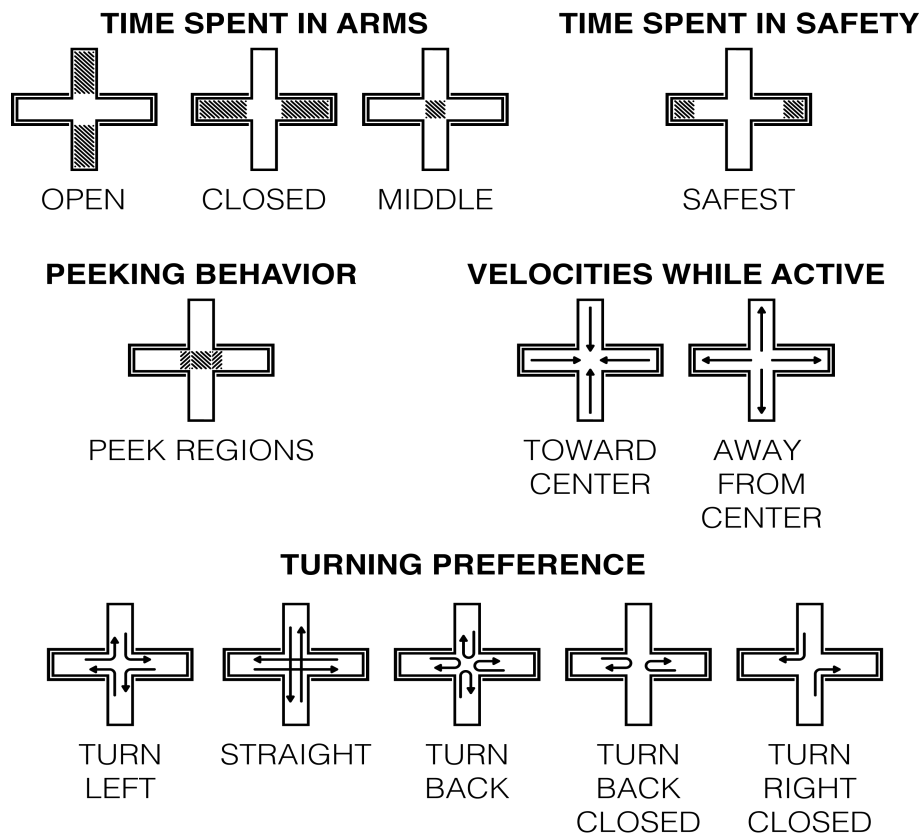 TIME SPENT IN ARMS
TIME SPENT IN SAFETY
OPEN
CLOSED
MIDDLE
SAFEST
PEEKING BEHAVIOR
VELOCITIES WHILE ACTIVE
PEEK REGIONS
TOWARD
CENTER
AWAY
FROM
CENTER
TURNING PREFERENCE
TURN
LEFT
STRAIGHT
TURN
BACK
TURN
BACK
CLOSED
TURN
RIGHT
CLOSED